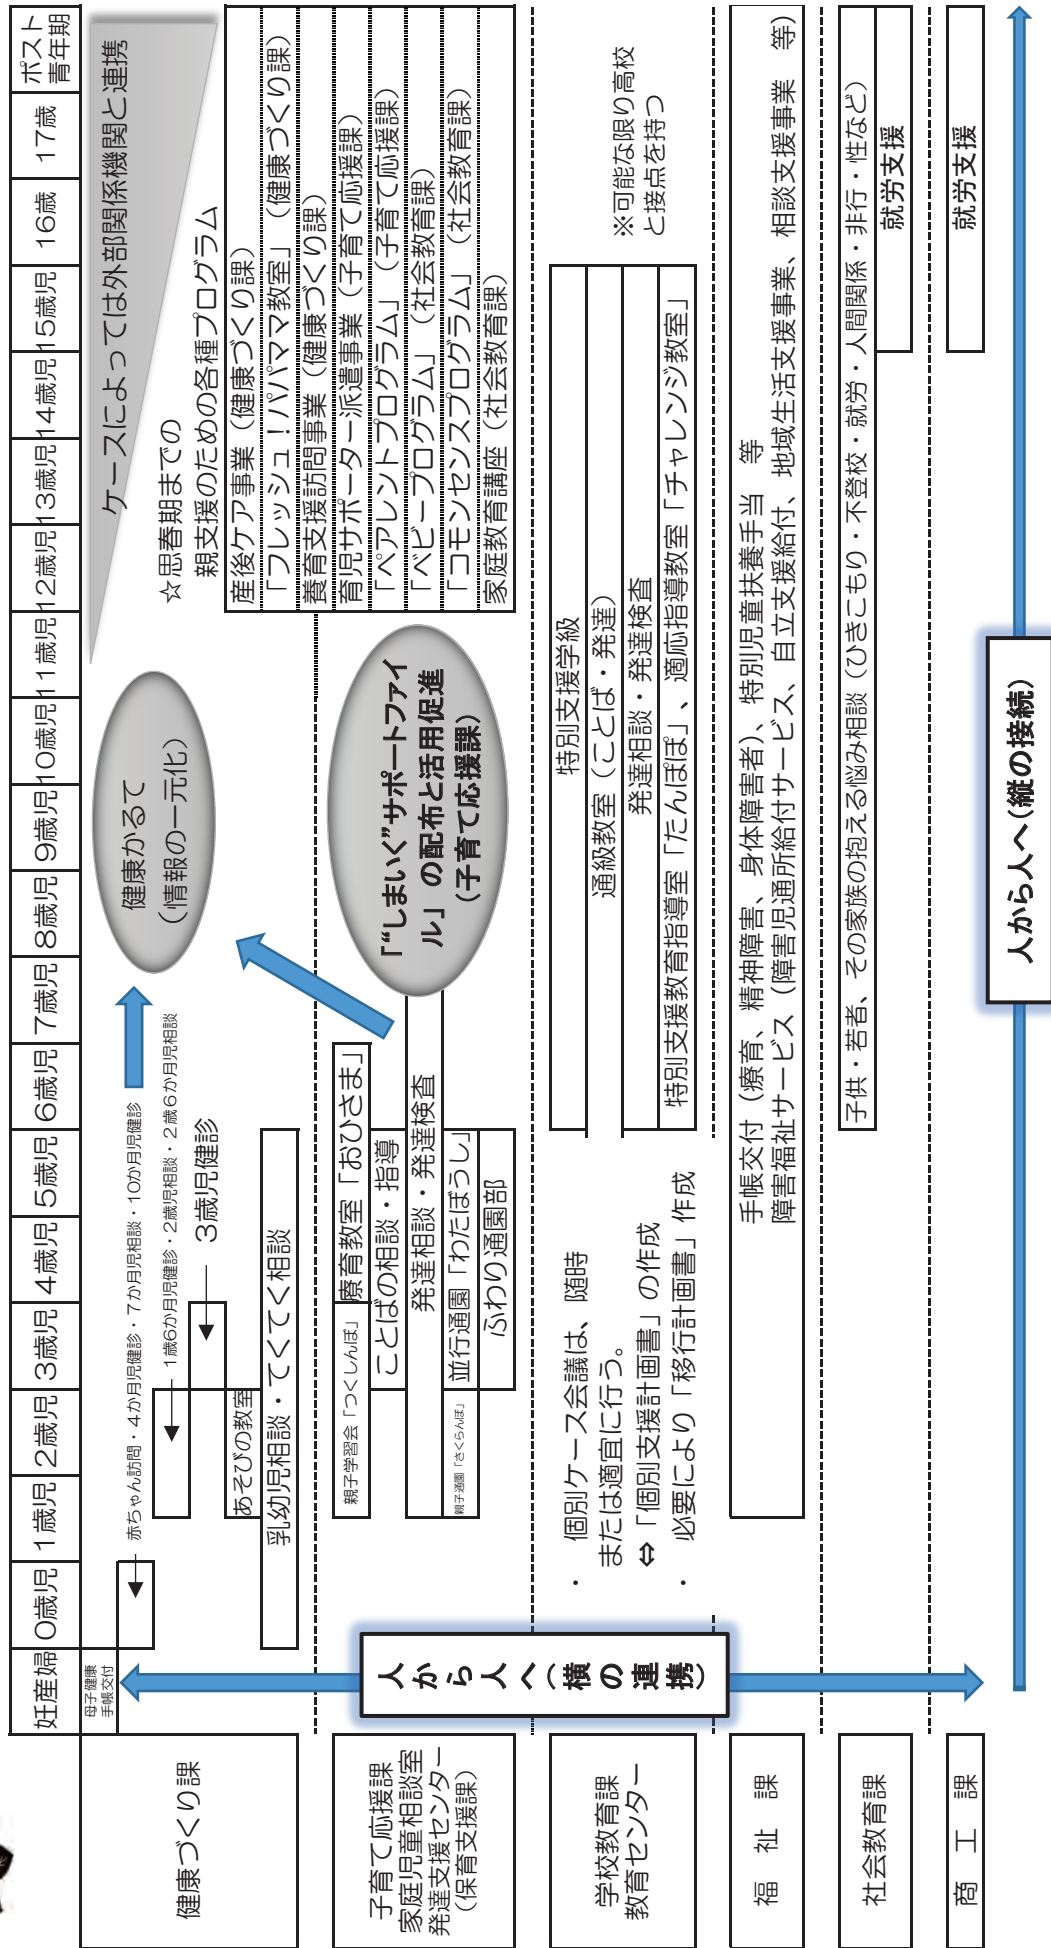 妊産婦
0歳児
1歳児
2歳児
3歳児
4歳児
5歳児
6歳児
7歳児
8歳児
9歳児
10歳児
11歳児
12歳児
13歳児
14歳児
15歳児
16歳
17歳
ポスト
青年期
健康づくり課
母子健康
手帳交付
赤ちゃん訪問・4か月児健診・7か月児相談・10か月児健診
1歳6か月児健診・2歳児相談・2歳6か月児相談
3歳児健診
あそびの教室
乳幼児相談・てくてく相談
健康かるて
(情報の一元化)
ケースによっては外部関係機関と連携
☆思春期までの
親支援のための各種プログラム
産後ケア事業(健康づくり課)
「フレッシュ!パパママ教室」(健康づくり課)
養育支援訪問事業(健康づくり課)
育児サポーター派遣事業(子育て応援課)
「ペアレントプログラム」(子育て応援課)
「ベビープログラム」(社会教育課)
「コモンセンスプログラム」(社会教育課)
家庭教育講座(社会教育課)
子育て応援課
家庭児童相談室
発達支援センター
(保育支援課)
親子学習会「つくしんぼ」
療育教室「おひさま」
ことばの相談・指導
発達相談・発達検査
親子通園「さくらんぼ」
並行通園「わたぼうし」
ふわり通園部
「“しまいく”サポートファイ
ル」の配布と活用促進
(子育て応援課)
人から人へ(横の連携)
学校教育課
教育センター
・ 個別ケース会議は、随時
または適宜に行う。
⇔「個別支援計画書」の作成
・ 必要により「移行計画書」作成
特別支援学級
通級教室(ことば・発達)
発達相談・発達検査
特別支援教育指導室「たんぽぽ」、適応指導教室「チャレンジ教室」
※可能な限り高校
と接点を持つ
福祉課
手帳交付(療育、精神障害、身体障害者)、特別児童扶養手当 等
障害福祉サービス(障害児通所給付サービス、自立支援給付、地域生活支援事業、相談支援事業 等)
社会教育課
子供・若者、その家族の抱える悩み相談(ひきこもり・不登校・就労・人間関係・非行・性など)
就労支援
商工課
就労支援
人から人へ(縦の接続)